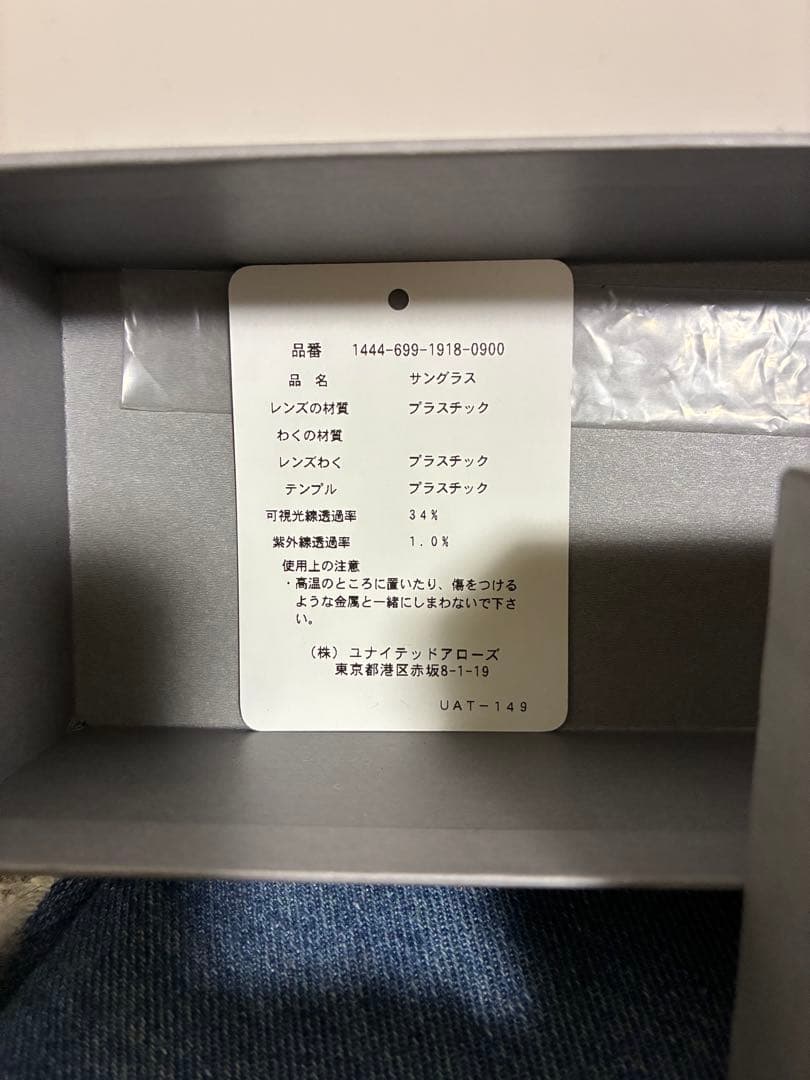 品番 1444-699-1918-0900
品 名 サングラス
レンズの材質 プラスチック
わくの材質
レンズわく プラスチック
テンプル プラスチック
可視光線透過率 34%
紫外線透過率 1.0%
使用上の注意
・高温のところに置いたり、傷をつける
ような金属と一緒にしまわないで下さ
い。
（株）ユナイテッドアローズ
東京都港区赤坂8-1-19
UAT-149